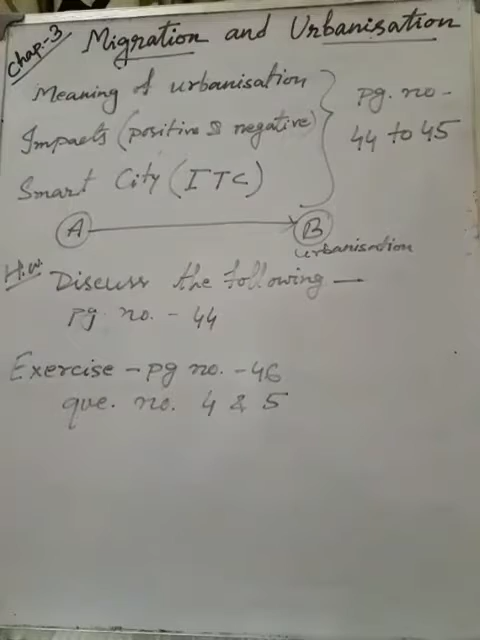 Chap:-3
Migration and Urbanisation
Meaning of urbanisation
Impacts (positive & negative)
Smart City (ITC)
pg. no -
44 to 45
A B
urbanisation
H.w
Discuss the following —
pg no. - 44
Exercise - pg no. - 46
que. no. 4 & 5